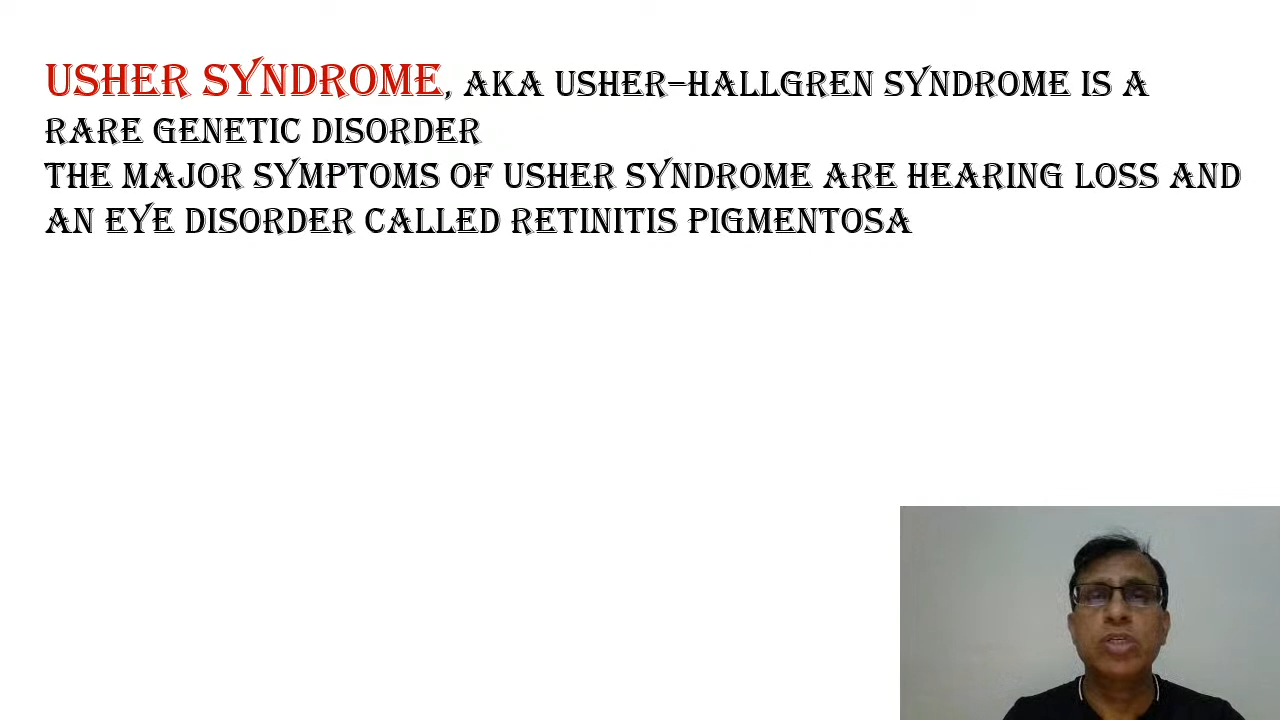 USHER SYNDROME, AKA USHER–HALLGREN SYNDROME IS A
RARE GENETIC DISORDER
THE MAJOR SYMPTOMS OF USHER SYNDROME ARE HEARING LOSS AND
AN EYE DISORDER CALLED RETINITIS PIGMENTOSA